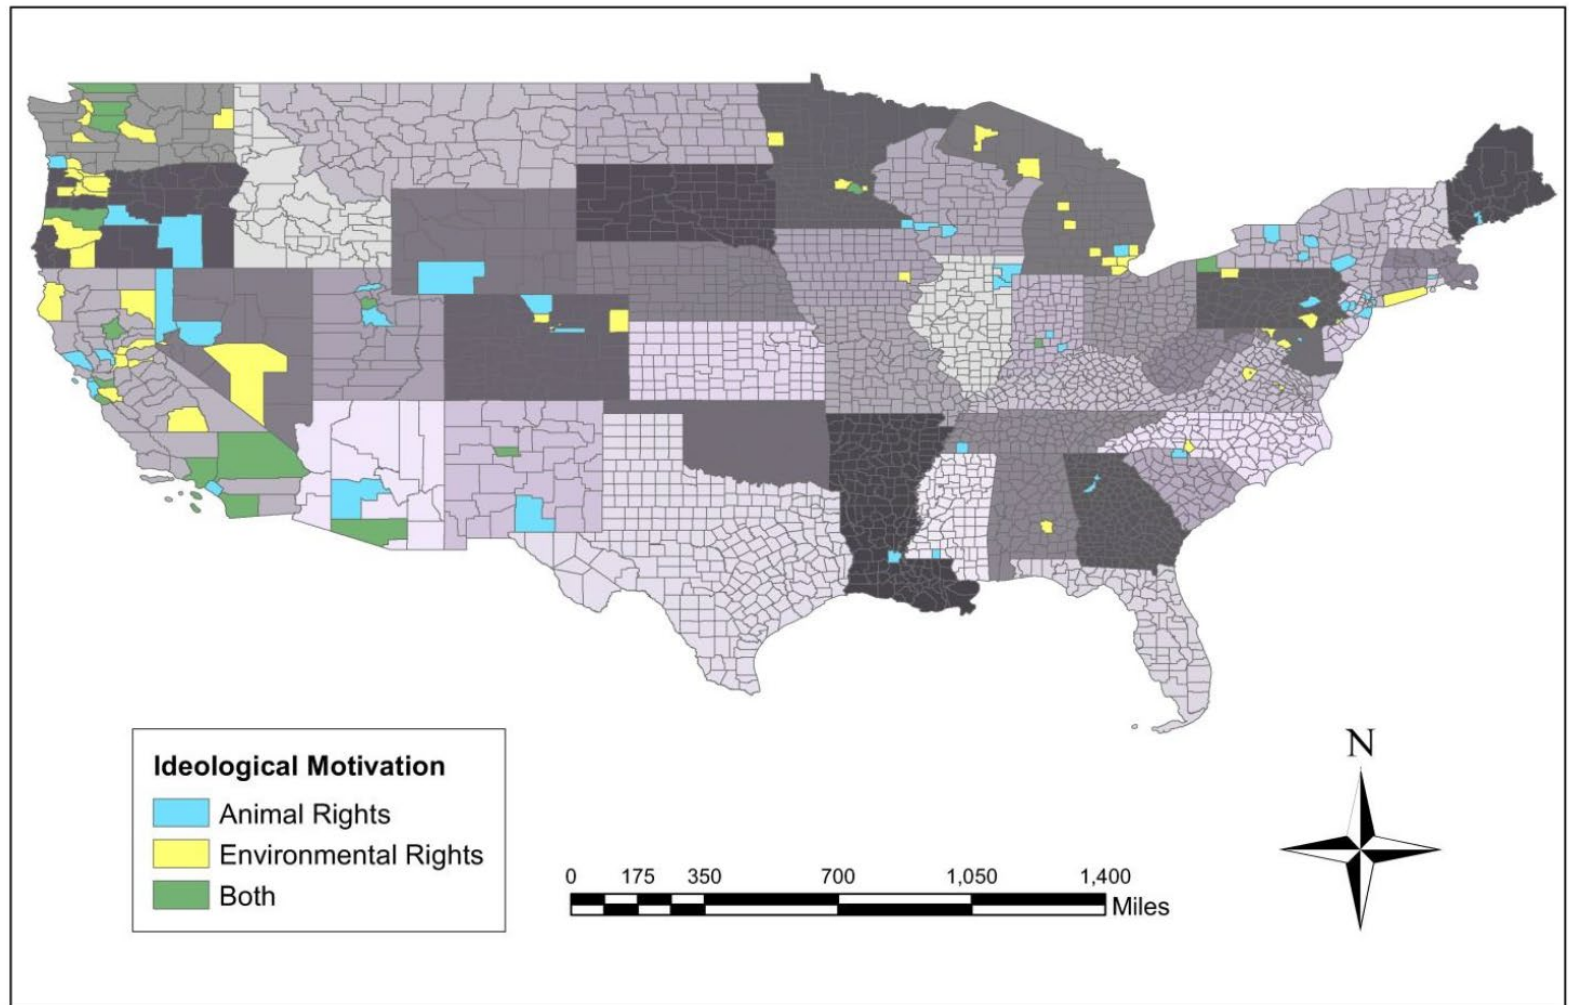 N
Ideological Motivation
Animal Rights
Environmental Rights
Both
0 175 350 700 1,050 1,400
Miles